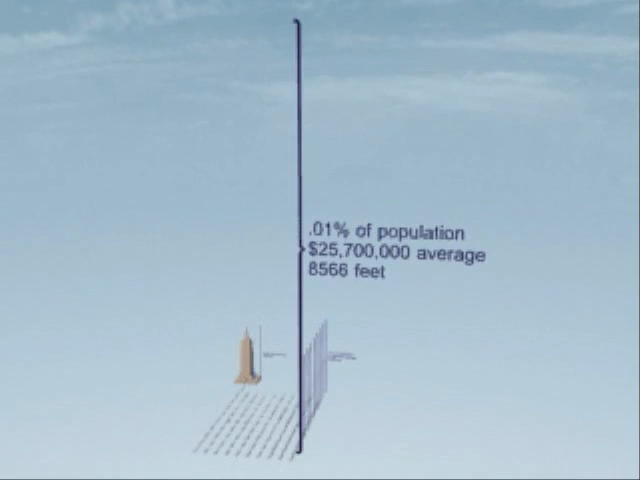 .01% of population
$25,700,000 average
8566 feet